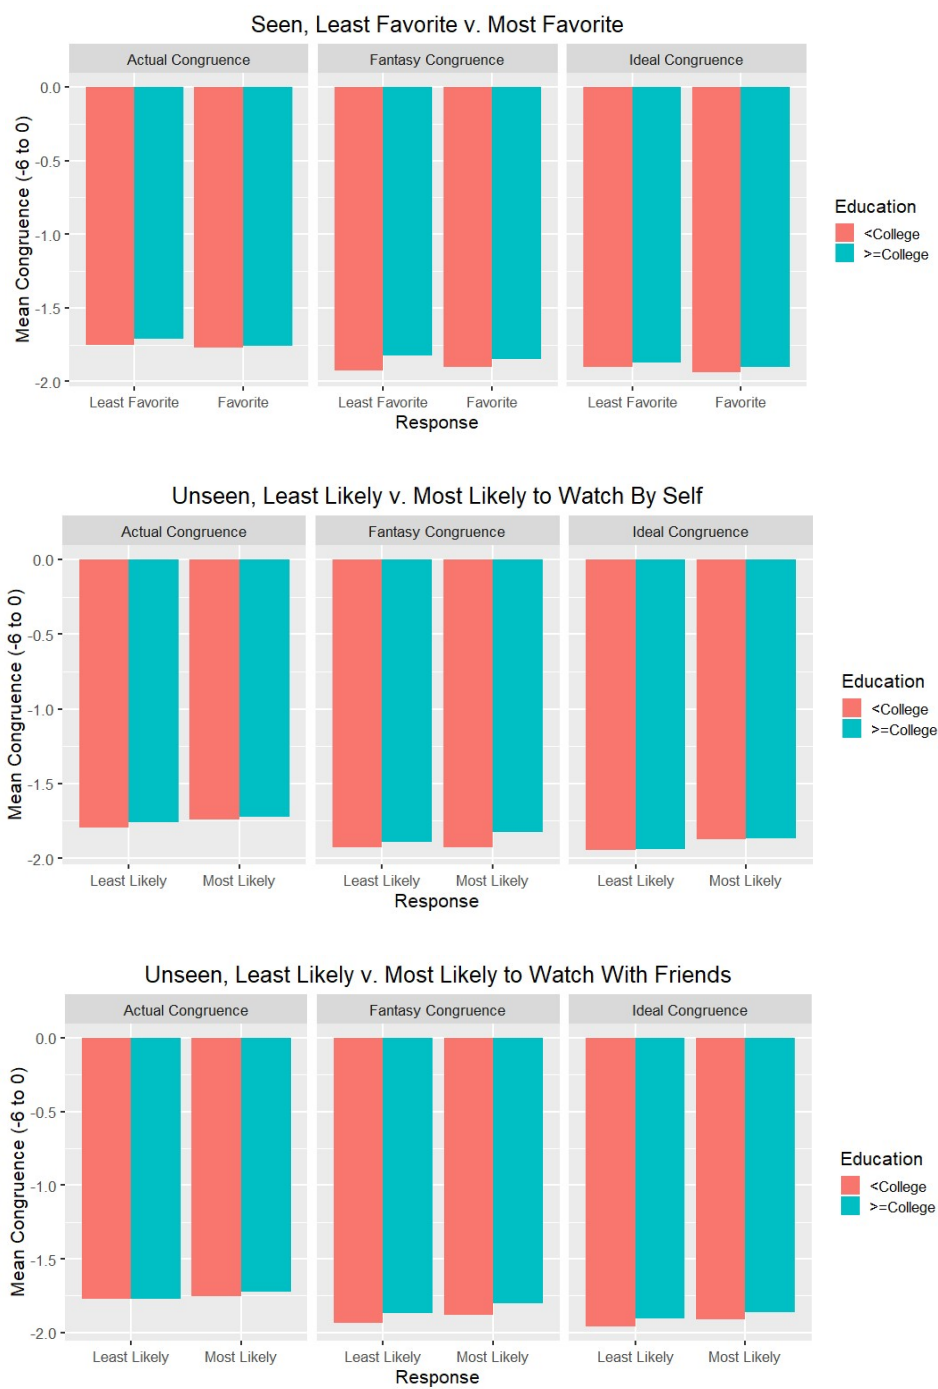 Seen, Least Favorite v. Most Favorite
Actual Congruence
Fantasy Congruence
Ideal Congruence
Mean Congruence (-6 to 0)
0.0
-0.5
-1.0
-1.5
-2.0
Least Favorite
Favorite
Least Favorite
Favorite
Least Favorite
Favorite
Response
Education
<College
>=College
Unseen, Least Likely v. Most Likely to Watch By Self
Actual Congruence
Fantasy Congruence
Ideal Congruence
Mean Congruence (-6 to 0)
0.0
-0.5
-1.0
-1.5
-2.0
Least Likely
Most Likely
Least Likely
Most Likely
Least Likely
Most Likely
Response
Education
<College
>=College
Unseen, Least Likely v. Most Likely to Watch With Friends
Actual Congruence
Fantasy Congruence
Ideal Congruence
Mean Congruence (-6 to 0)
0.0
-0.5
-1.0
-1.5
-2.0
Least Likely
Most Likely
Least Likely
Most Likely
Least Likely
Most Likely
Response
Education
<College
>=College